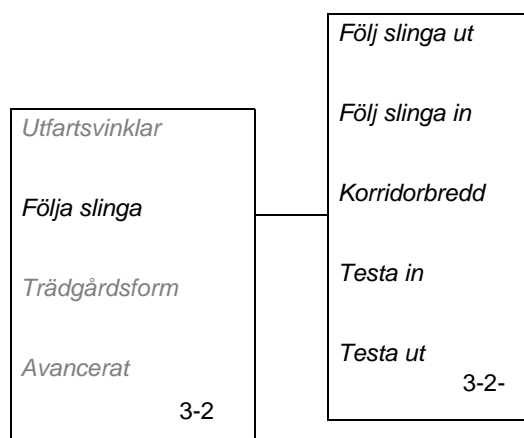 Utfartsvinklar
Följa slinga
Trädgårdsform
Avancerat
3-2
Följ slinga ut
Följ slinga in
Korridorbredd
Testa in
Testa ut
3-2-